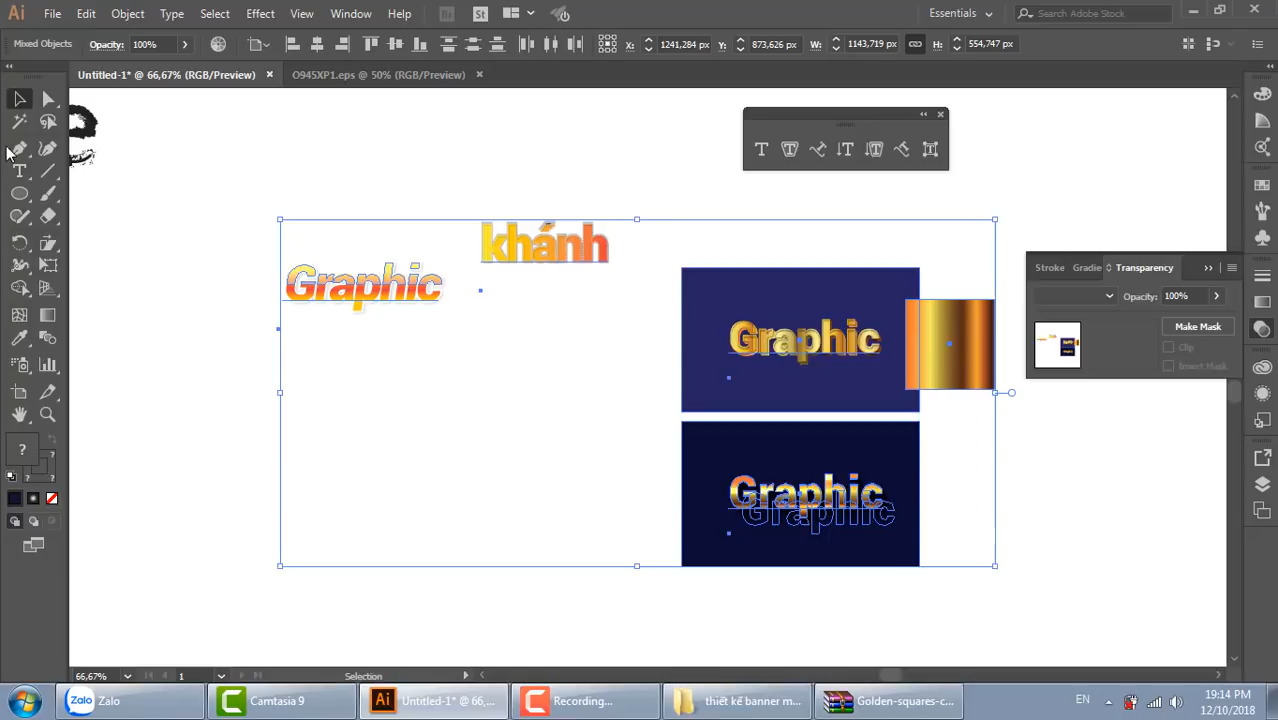 Ai File Edit Object Type Select Effect View Window Help Br St Essentials Search Adobe Stock
Mixed Objects Opacity: 100% X: 1241,284 px Y: 873,626 px W: 1143,719 px H: 554,747 px
Untitled-1* @ 66,67% (RGB/Preview) O945XP1.eps @ 50% (RGB/Preview)
khánh
Graphic
Graphic
Graphic
Graphic
Stroke Gradie Transparency
Opacity: 100%
Make Mask
Clip
Invert Mask
66,67% 1 Selection
Zalo Zalo Camtasia 9 Ai Untitled-1* @ 66,... Recording... thiết kế banner m... Golden-squares-c... EN 19:14 PM
12/10/2018